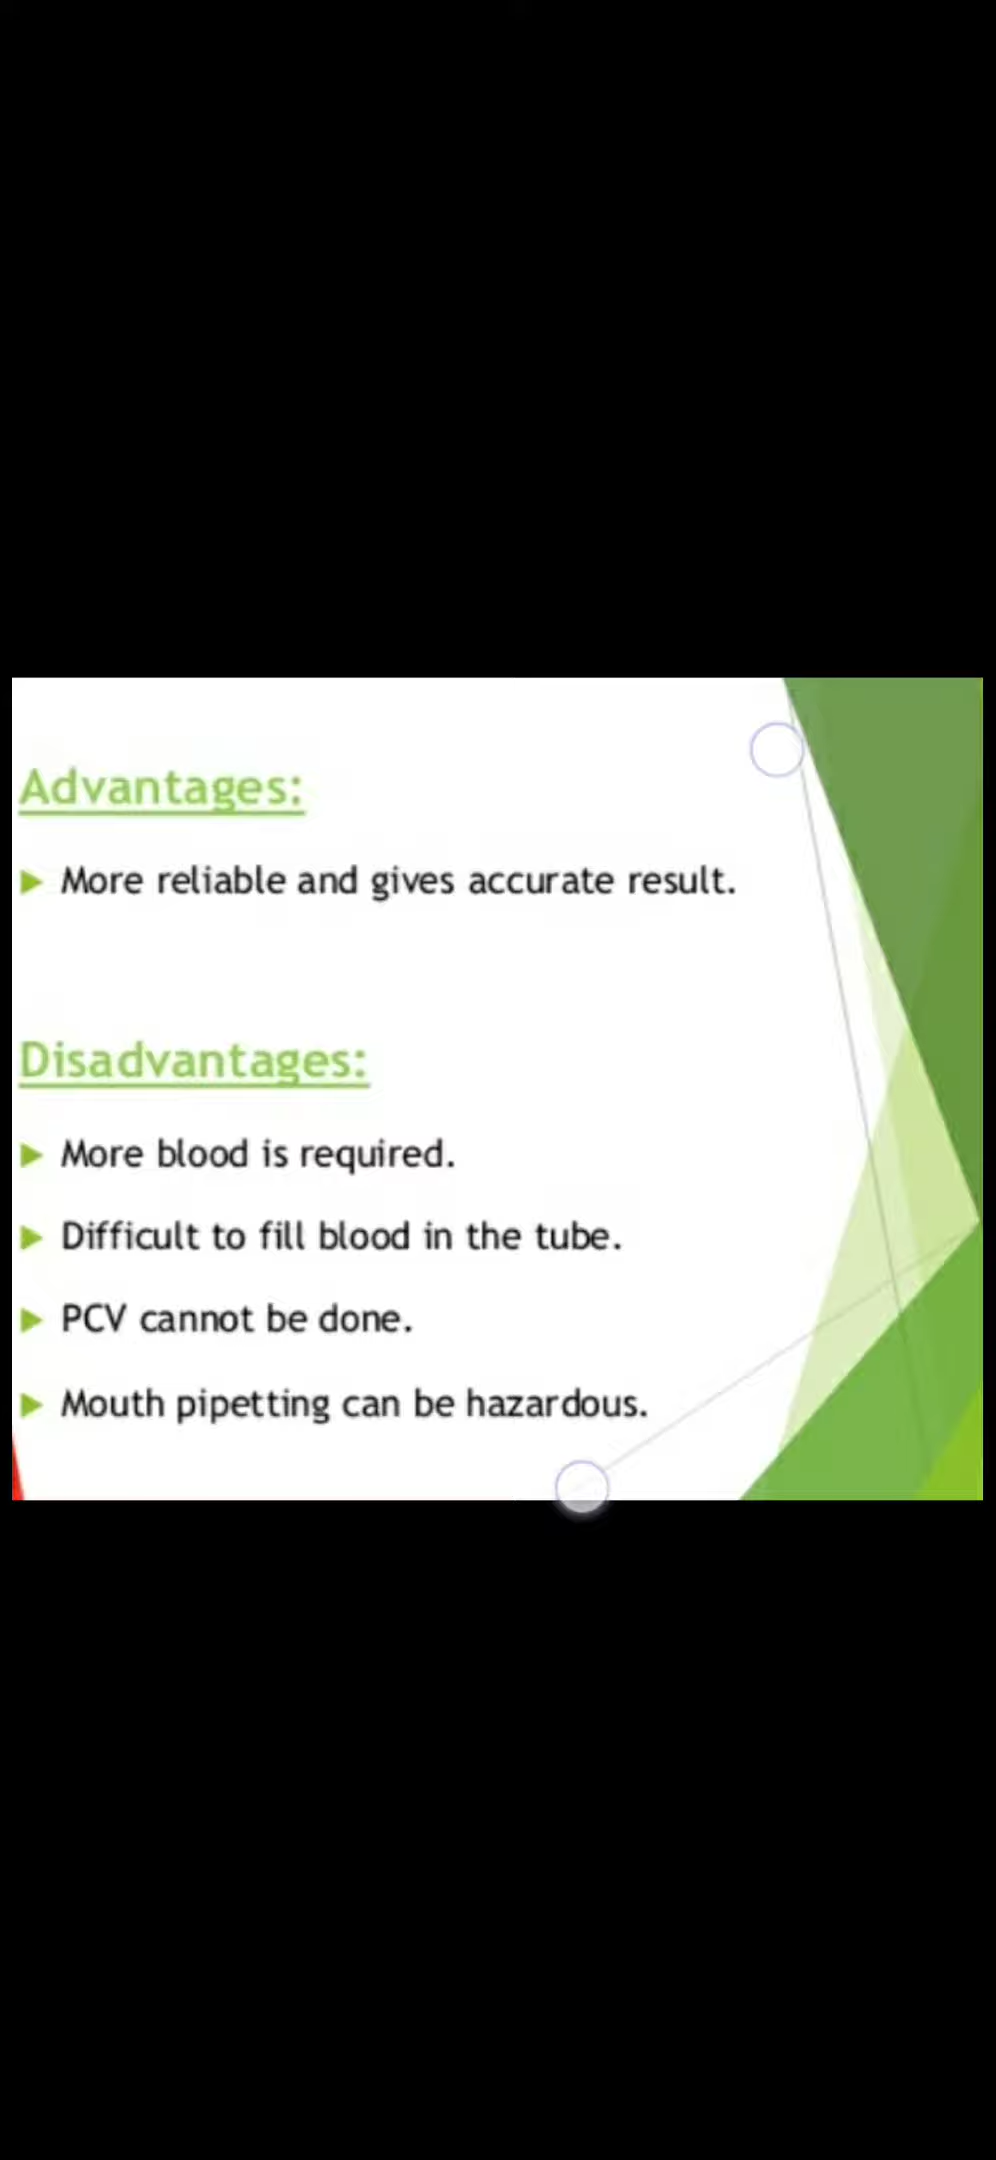 Advantages:
More reliable and gives accurate result.
Disadvantages:
More blood is required.
Difficult to fill blood in the tube.
PCV cannot be done.
Mouth pipetting can be hazardous.